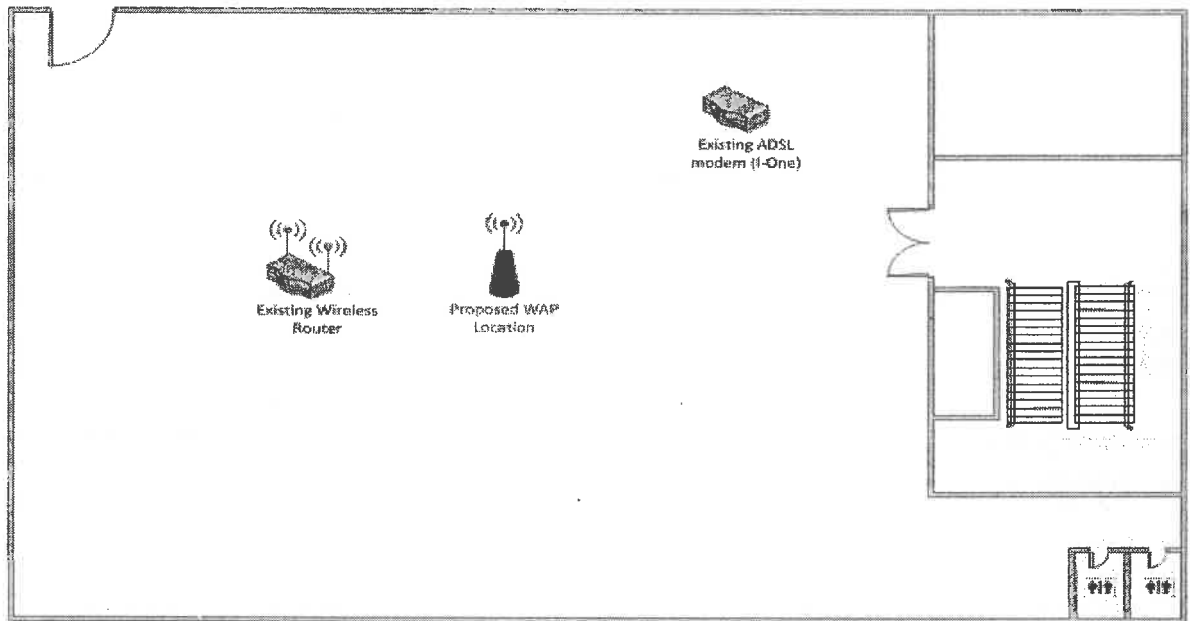 Existing ADSL
modem (I-One)
Existing Wireless
Router
Proposed WAP
Location